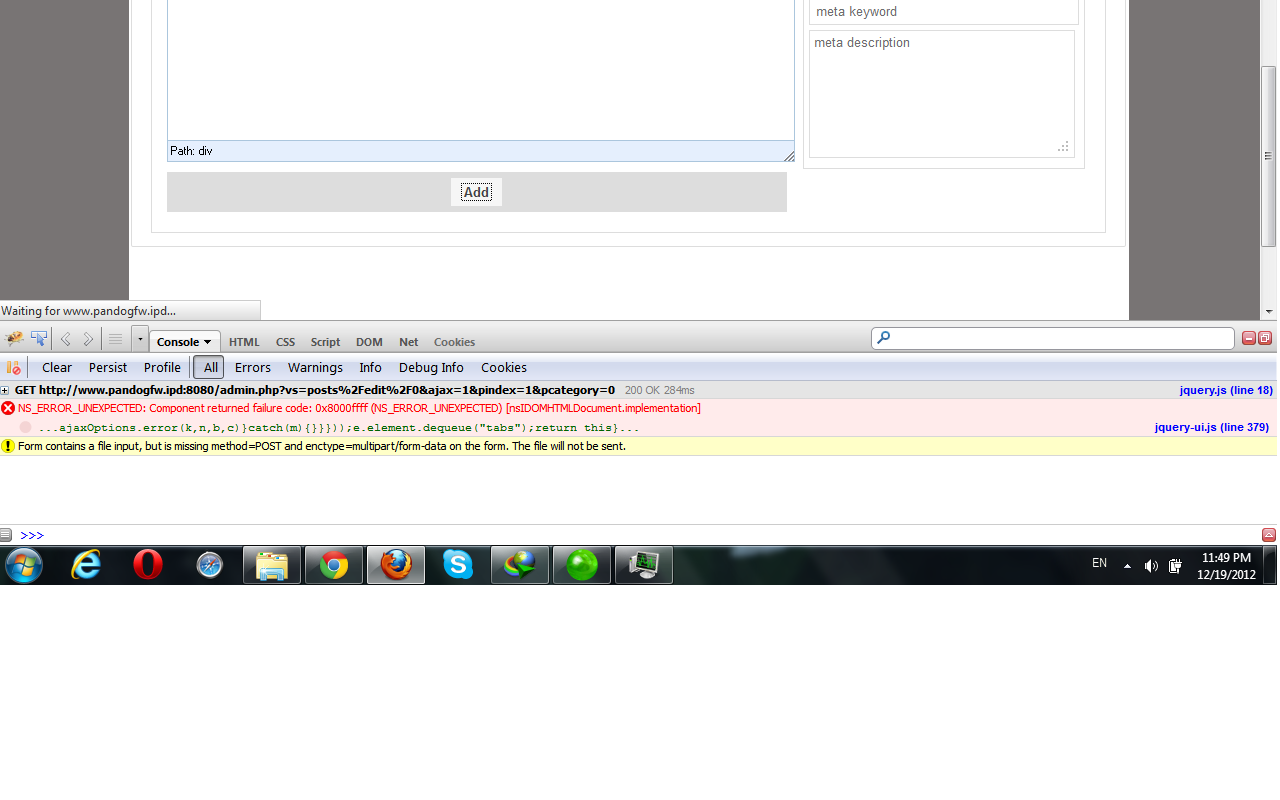 meta keyword
meta description
Path: div
Add
Waiting for www.pandogfw.ipd...
Console HTML CSS Script DOM Net Cookies
Clear Persist Profile All Errors Warnings Info Debug Info Cookies
GET http://www.pandogfw.ipd:8080/admin.php?vs=posts%2Fedit%2F0&ajax=1&pindex=1&pcategory=0 200 OK 284ms jquery.js (line 18)
NS_ERROR_UNEXPECTED: Component returned failure code: 0x8000ffff (NS_ERROR_UNEXPECTED) [nsIDOMHTMLDocument.implementation]
...ajaxOptions.error(k,n,b,c)}catch(m){}}}));e.element.dequeue("tabs");return this}... jquery-ui.js (line 379)
Form contains a file input, but is missing method=POST and enctype=multipart/form-data on the form. The file will not be sent.
>>>
EN 11:49 PM
12/19/2012